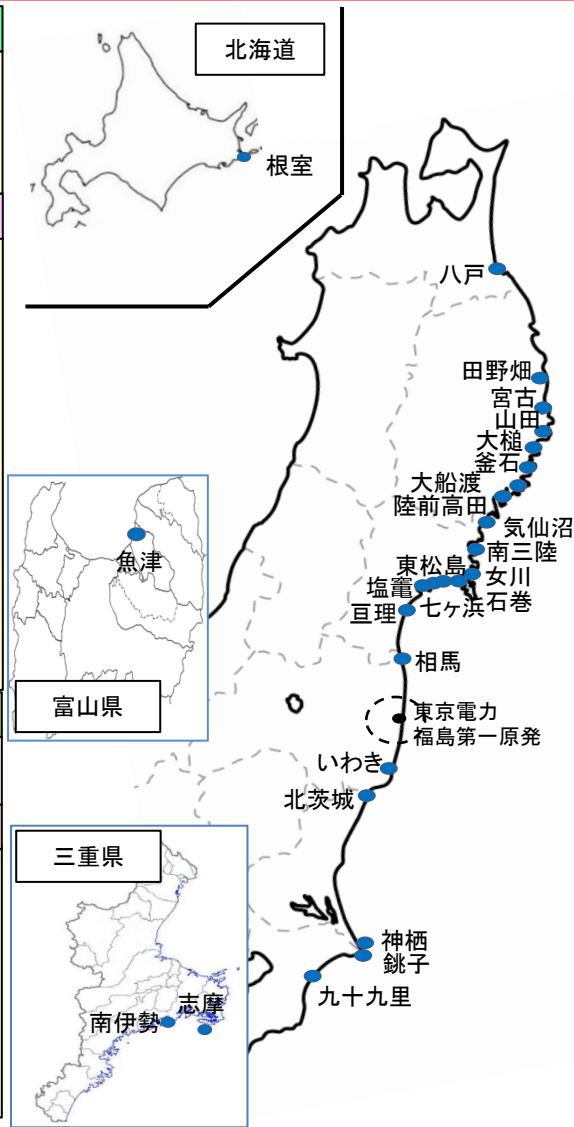 北海道
根室
八戸
田野畑
宮古
山田
大槌
釜石
大船渡
陸前高田
気仙沼
南三陸
東松島
女川
塩竈
石巻
七ヶ浜
亘理
相馬
東京電力
福島第一原発
いわき
北茨城
神栖
銚子
九十九里
魚津
富山県
三重県
志摩
南伊勢